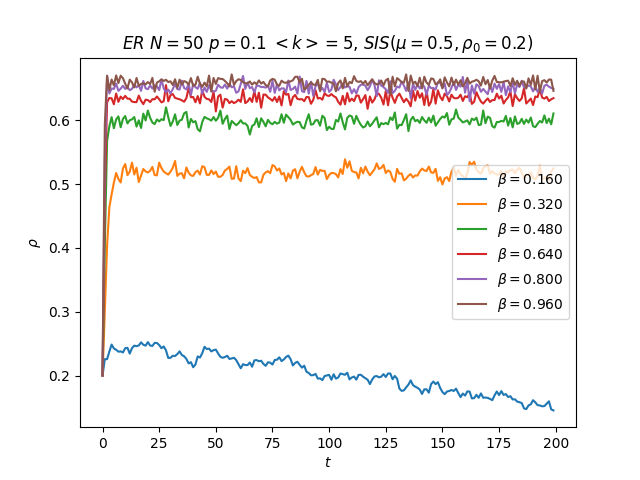 ER N = 50 p = 0.1 <k>= 5, SIS(μ = 0.5, ρ₀ = 0.2)
ρ
0.6
0.5
0.4
0.3
0.2
β = 0.160
β = 0.320
β = 0.480
β = 0.640
β = 0.800
β = 0.960
0 25 50 75 100 125 150 175 200
t